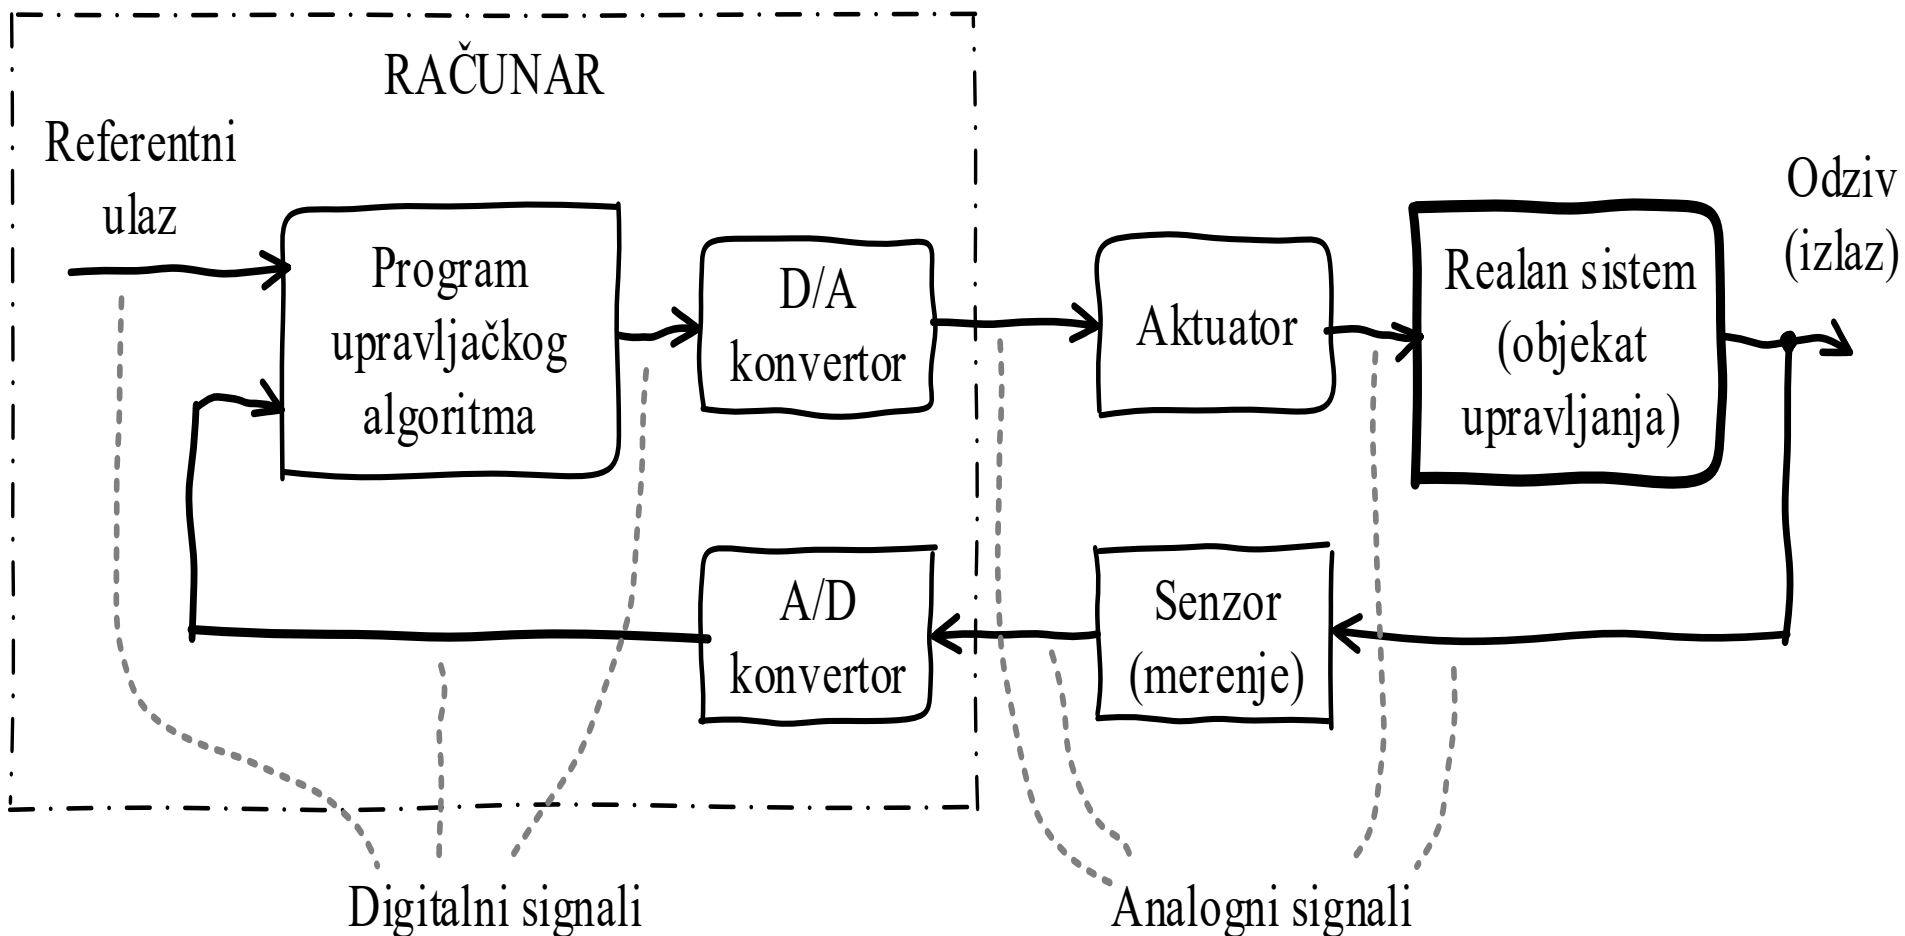 RAČUNAR
Referentni
ulaz
Program
upravljačkog
algoritma
D/A
konvertor
Aktuator
Realan sistem
(objekat
upravljanja)
Odziv
(izlaz)
A/D
konvertor
Senzor
(merenje)
Digitalni signali
Analogni signali